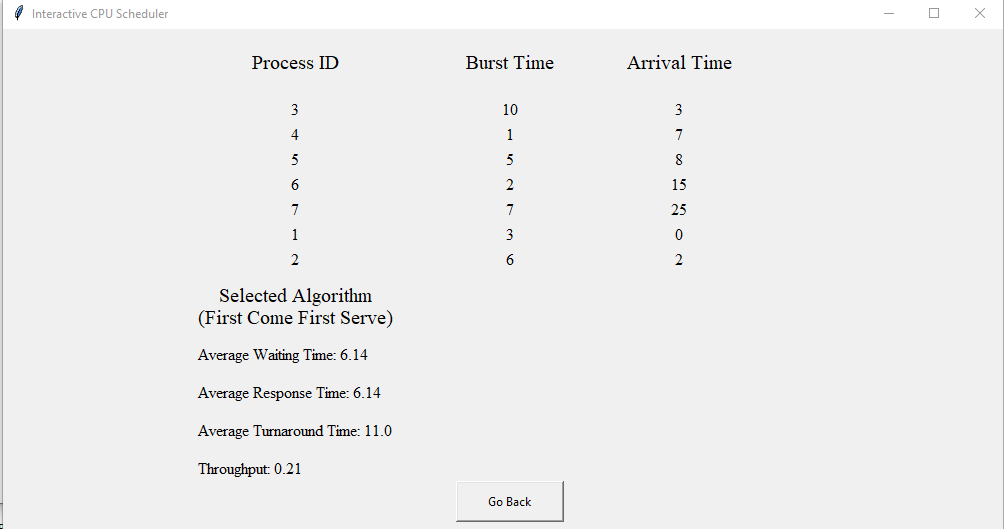 Interactive CPU Scheduler
Process ID Burst Time Arrival Time
3 10 3
4 1 7
5 5 8
6 2 15
7 7 25
1 3 0
2 6 2
Selected Algorithm
(First Come First Serve)
Average Waiting Time: 6.14
Average Response Time: 6.14
Average Turnaround Time: 11.0
Throughput: 0.21
Go Back